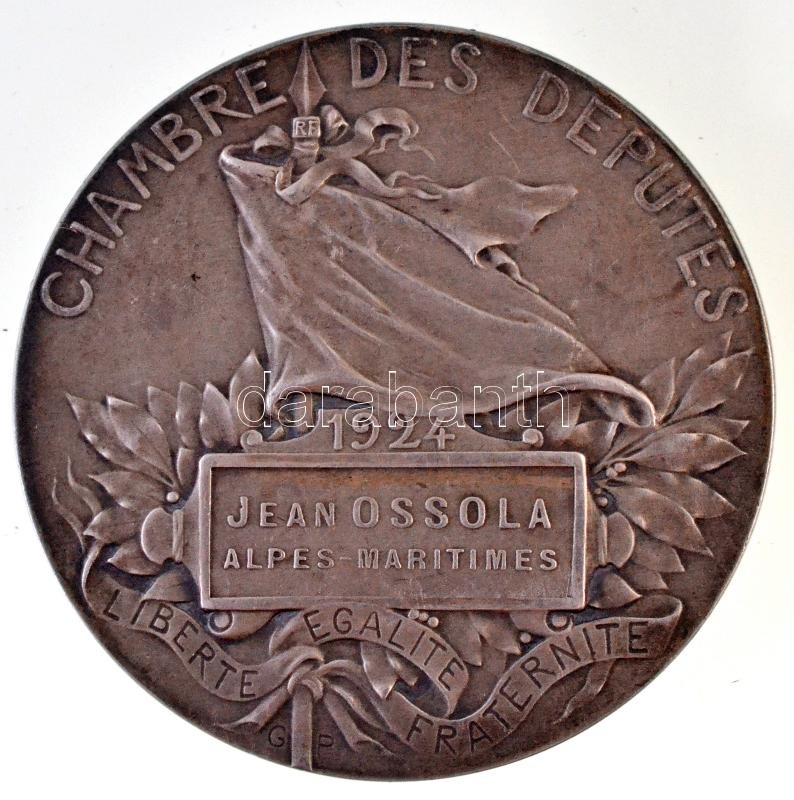 CHAMBRE DES DEPUTES
RF
1924
JEAN OSSOLA
ALPES-MARITIMES
LIBERTE EGALITE FRATERNITE
G P
darabanth